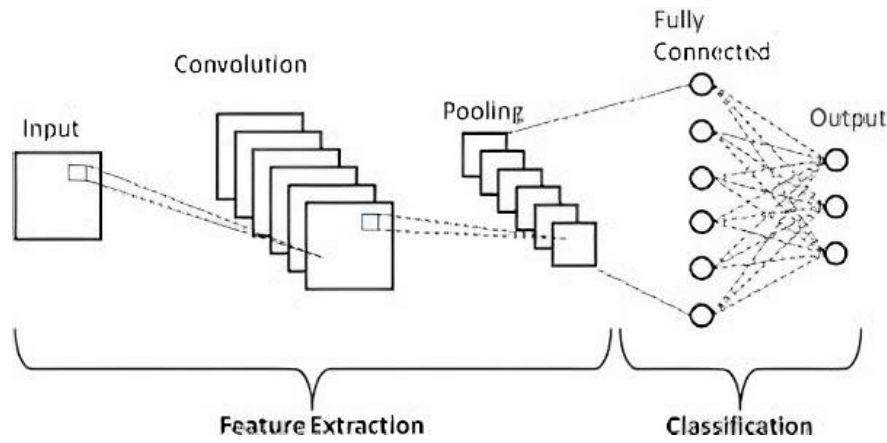 Fully
Connected
Convolution
Pooling
Input
Output
Feature Extraction
Classification